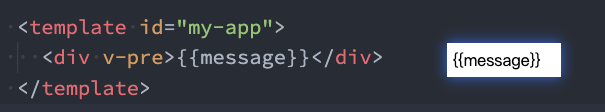 <template id="my-app">
<div v-pre>{{message}}</div>
{{message}}
</template>